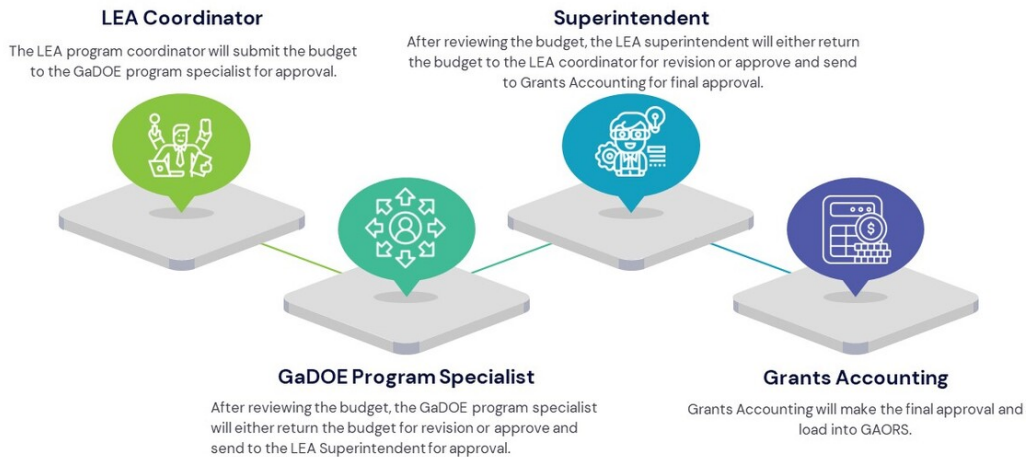 LEA Coordinator
The LEA program coordinator will submit the budget
to the GaDOE program specialist for approval.
Superintendent
After reviewing the budget, the LEA superintendent will either return
the budget to the LEA coordinator for revision or approve and send
to Grants Accounting for final approval.
$
GaDOE Program Specialist
After reviewing the budget, the GaDOE program specialist
will either return the budget for revision or approve and
send to the LEA Superintendent for approval.
Grants Accounting
Grants Accounting will make the final approval and
load into GAORS.